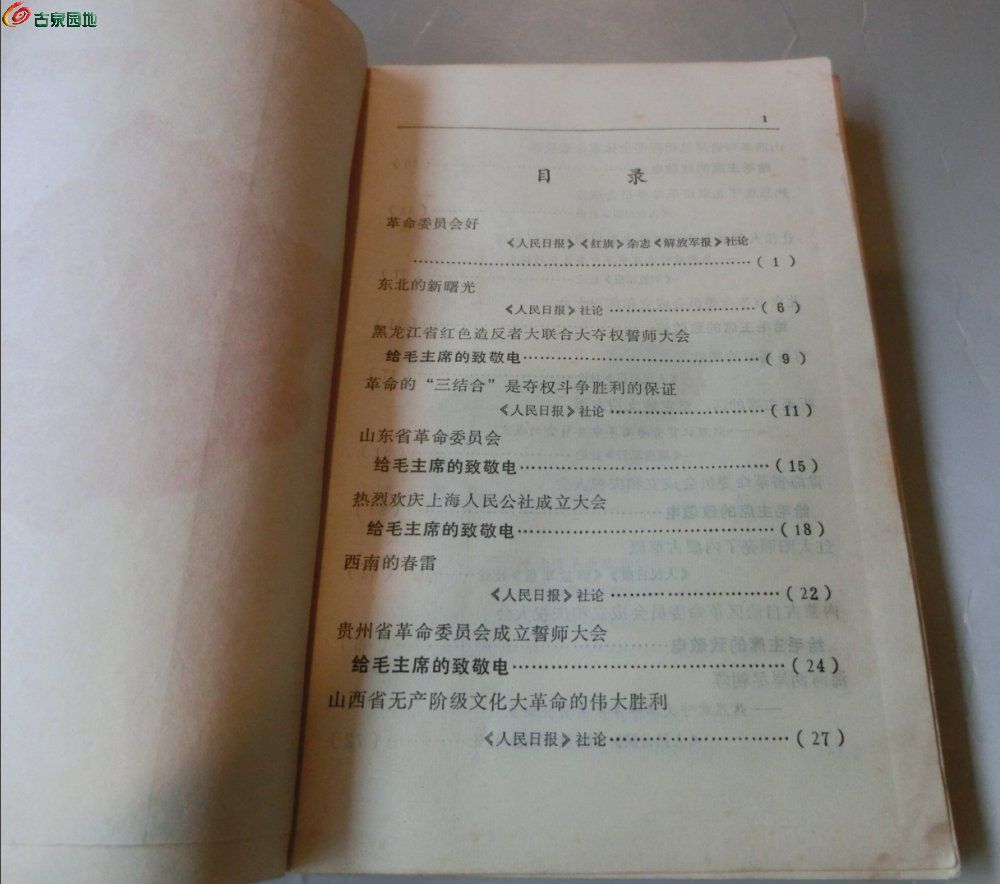 古泉园地
1
目 录
革命委员会好
《人民日报》《红旗》杂志《解放军报》社论
……………………………………………………(1)
东北的新曙光
《人民日报》社论…………………………(6)
黑龙江省红色造反者大联合大夺权誓师大会
给毛主席的致敬电……………………………………(9)
革命的“三结合”是夺权斗争胜利的保证
《人民日报》社论………………………(11)
山东省革命委员会
给毛主席的致敬电……………………………………(15)
热烈欢庆上海人民公社成立大会
给毛主席的致敬电……………………………………(18)
西南的春雷
《人民日报》社论………………………(22)
贵州省革命委员会成立誓师大会
给毛主席的致敬电……………………………………(24)
山西省无产阶级文化大革命的伟大胜利
《人民日报》社论………………………(27)